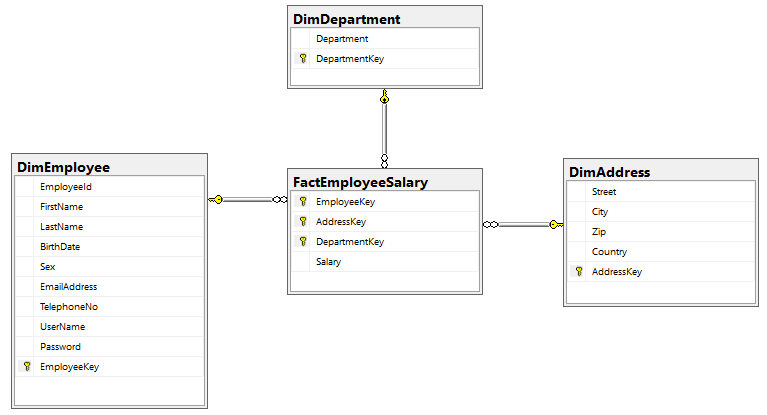 DimDepartment
Department
DepartmentKey
DimEmployee
EmployeeId
FirstName
LastName
BirthDate
Sex
EmailAddress
TelephoneNo
UserName
Password
EmployeeKey
FactEmployeeSalary
EmployeeKey
AddressKey
DepartmentKey
Salary
DimAddress
Street
City
Zip
Country
AddressKey